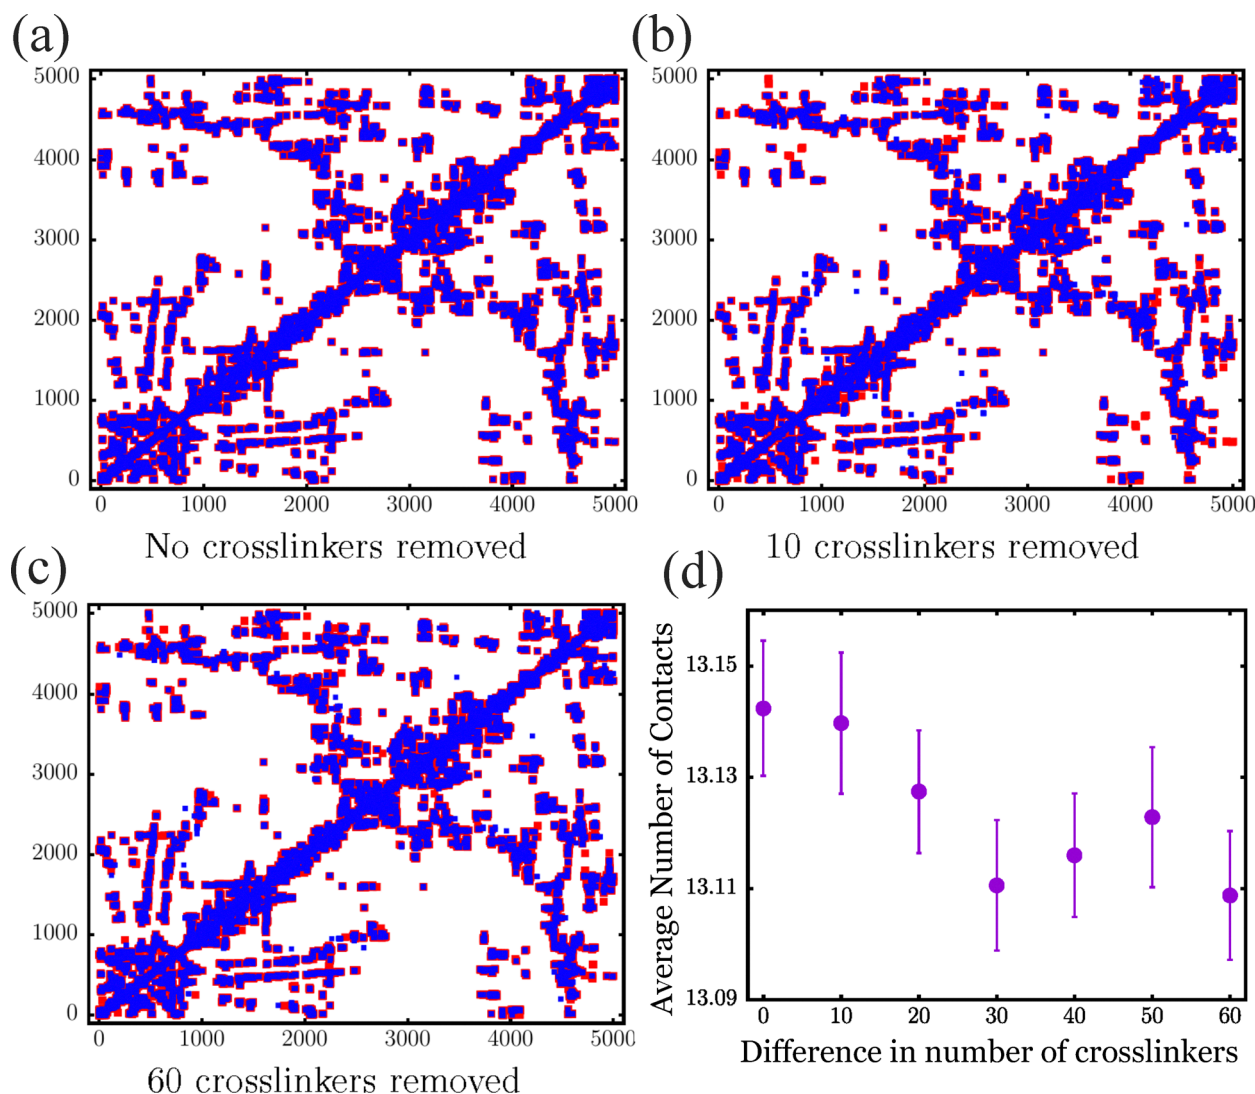 (a)
5000
4000
3000
2000
1000
0
0 1000 2000 3000 4000 5000
No crosslinkers removed
(b)
5000
4000
3000
2000
1000
0
0 1000 2000 3000 4000 5000
10 crosslinkers removed
(c)
5000
4000
3000
2000
1000
0
0 1000 2000 3000 4000 5000
60 crosslinkers removed
(d)
Average Number of Contacts
13.15
13.13
13.11
13.09
0 10 20 30 40 50 60
Difference in number of crosslinkers